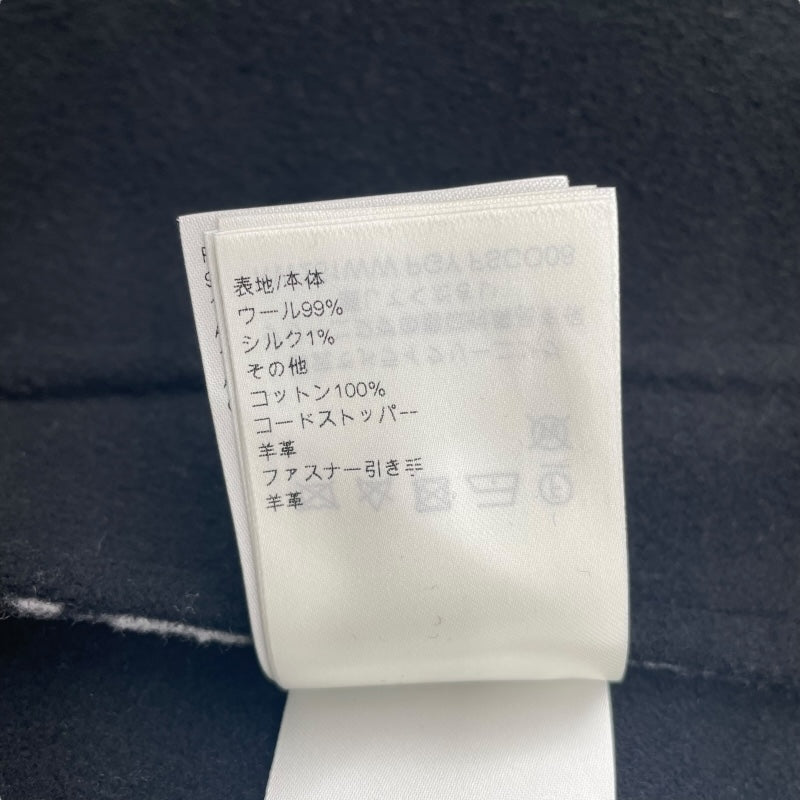 表地/本体
ウール99%
シルク1%
その他
コットン100%
コードストッパー
羊革
ファスナー引き手
羊革